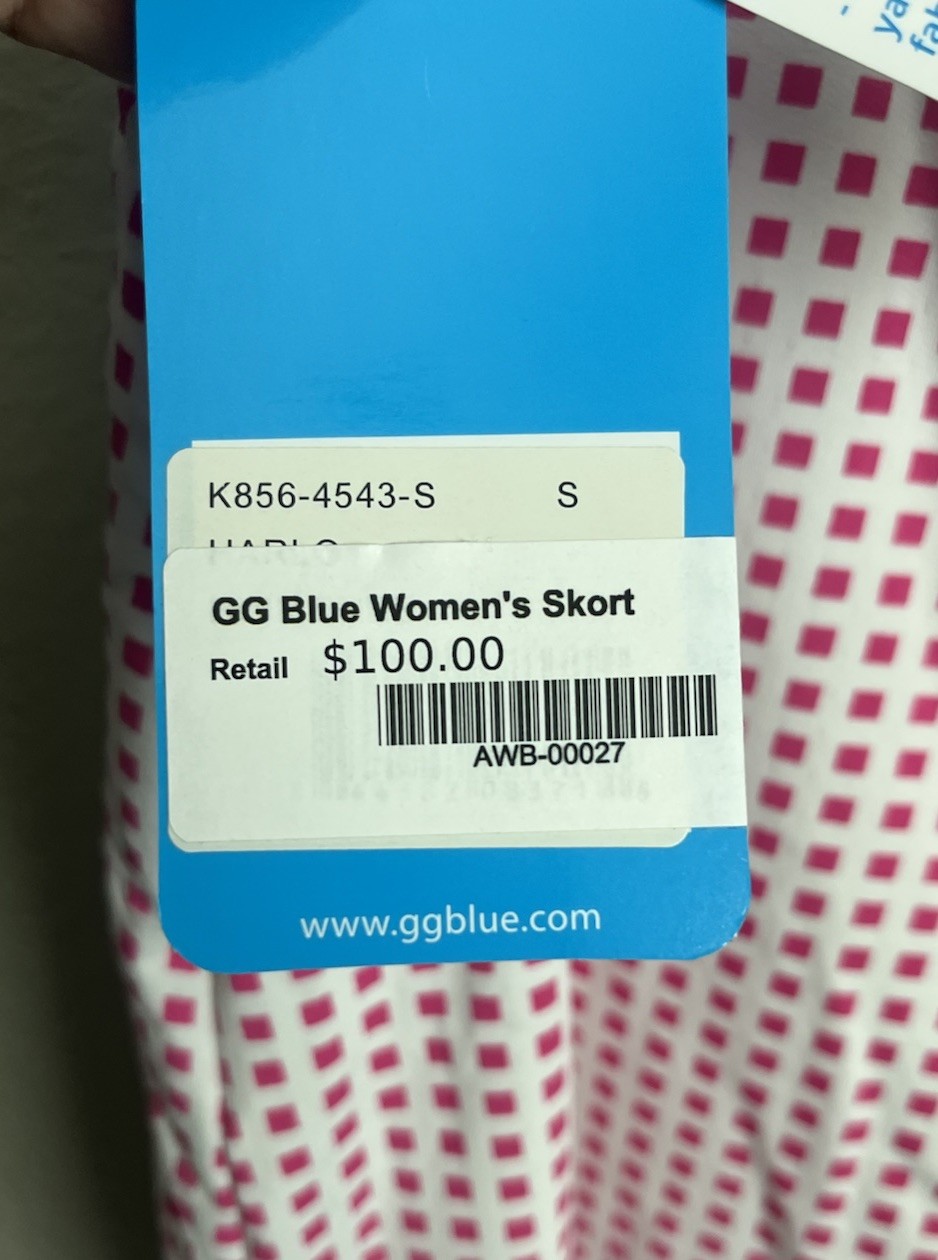 K856-4543-S S
GG Blue Women's Skort
Retail $100.00
AWB-00027
www.ggblue.com